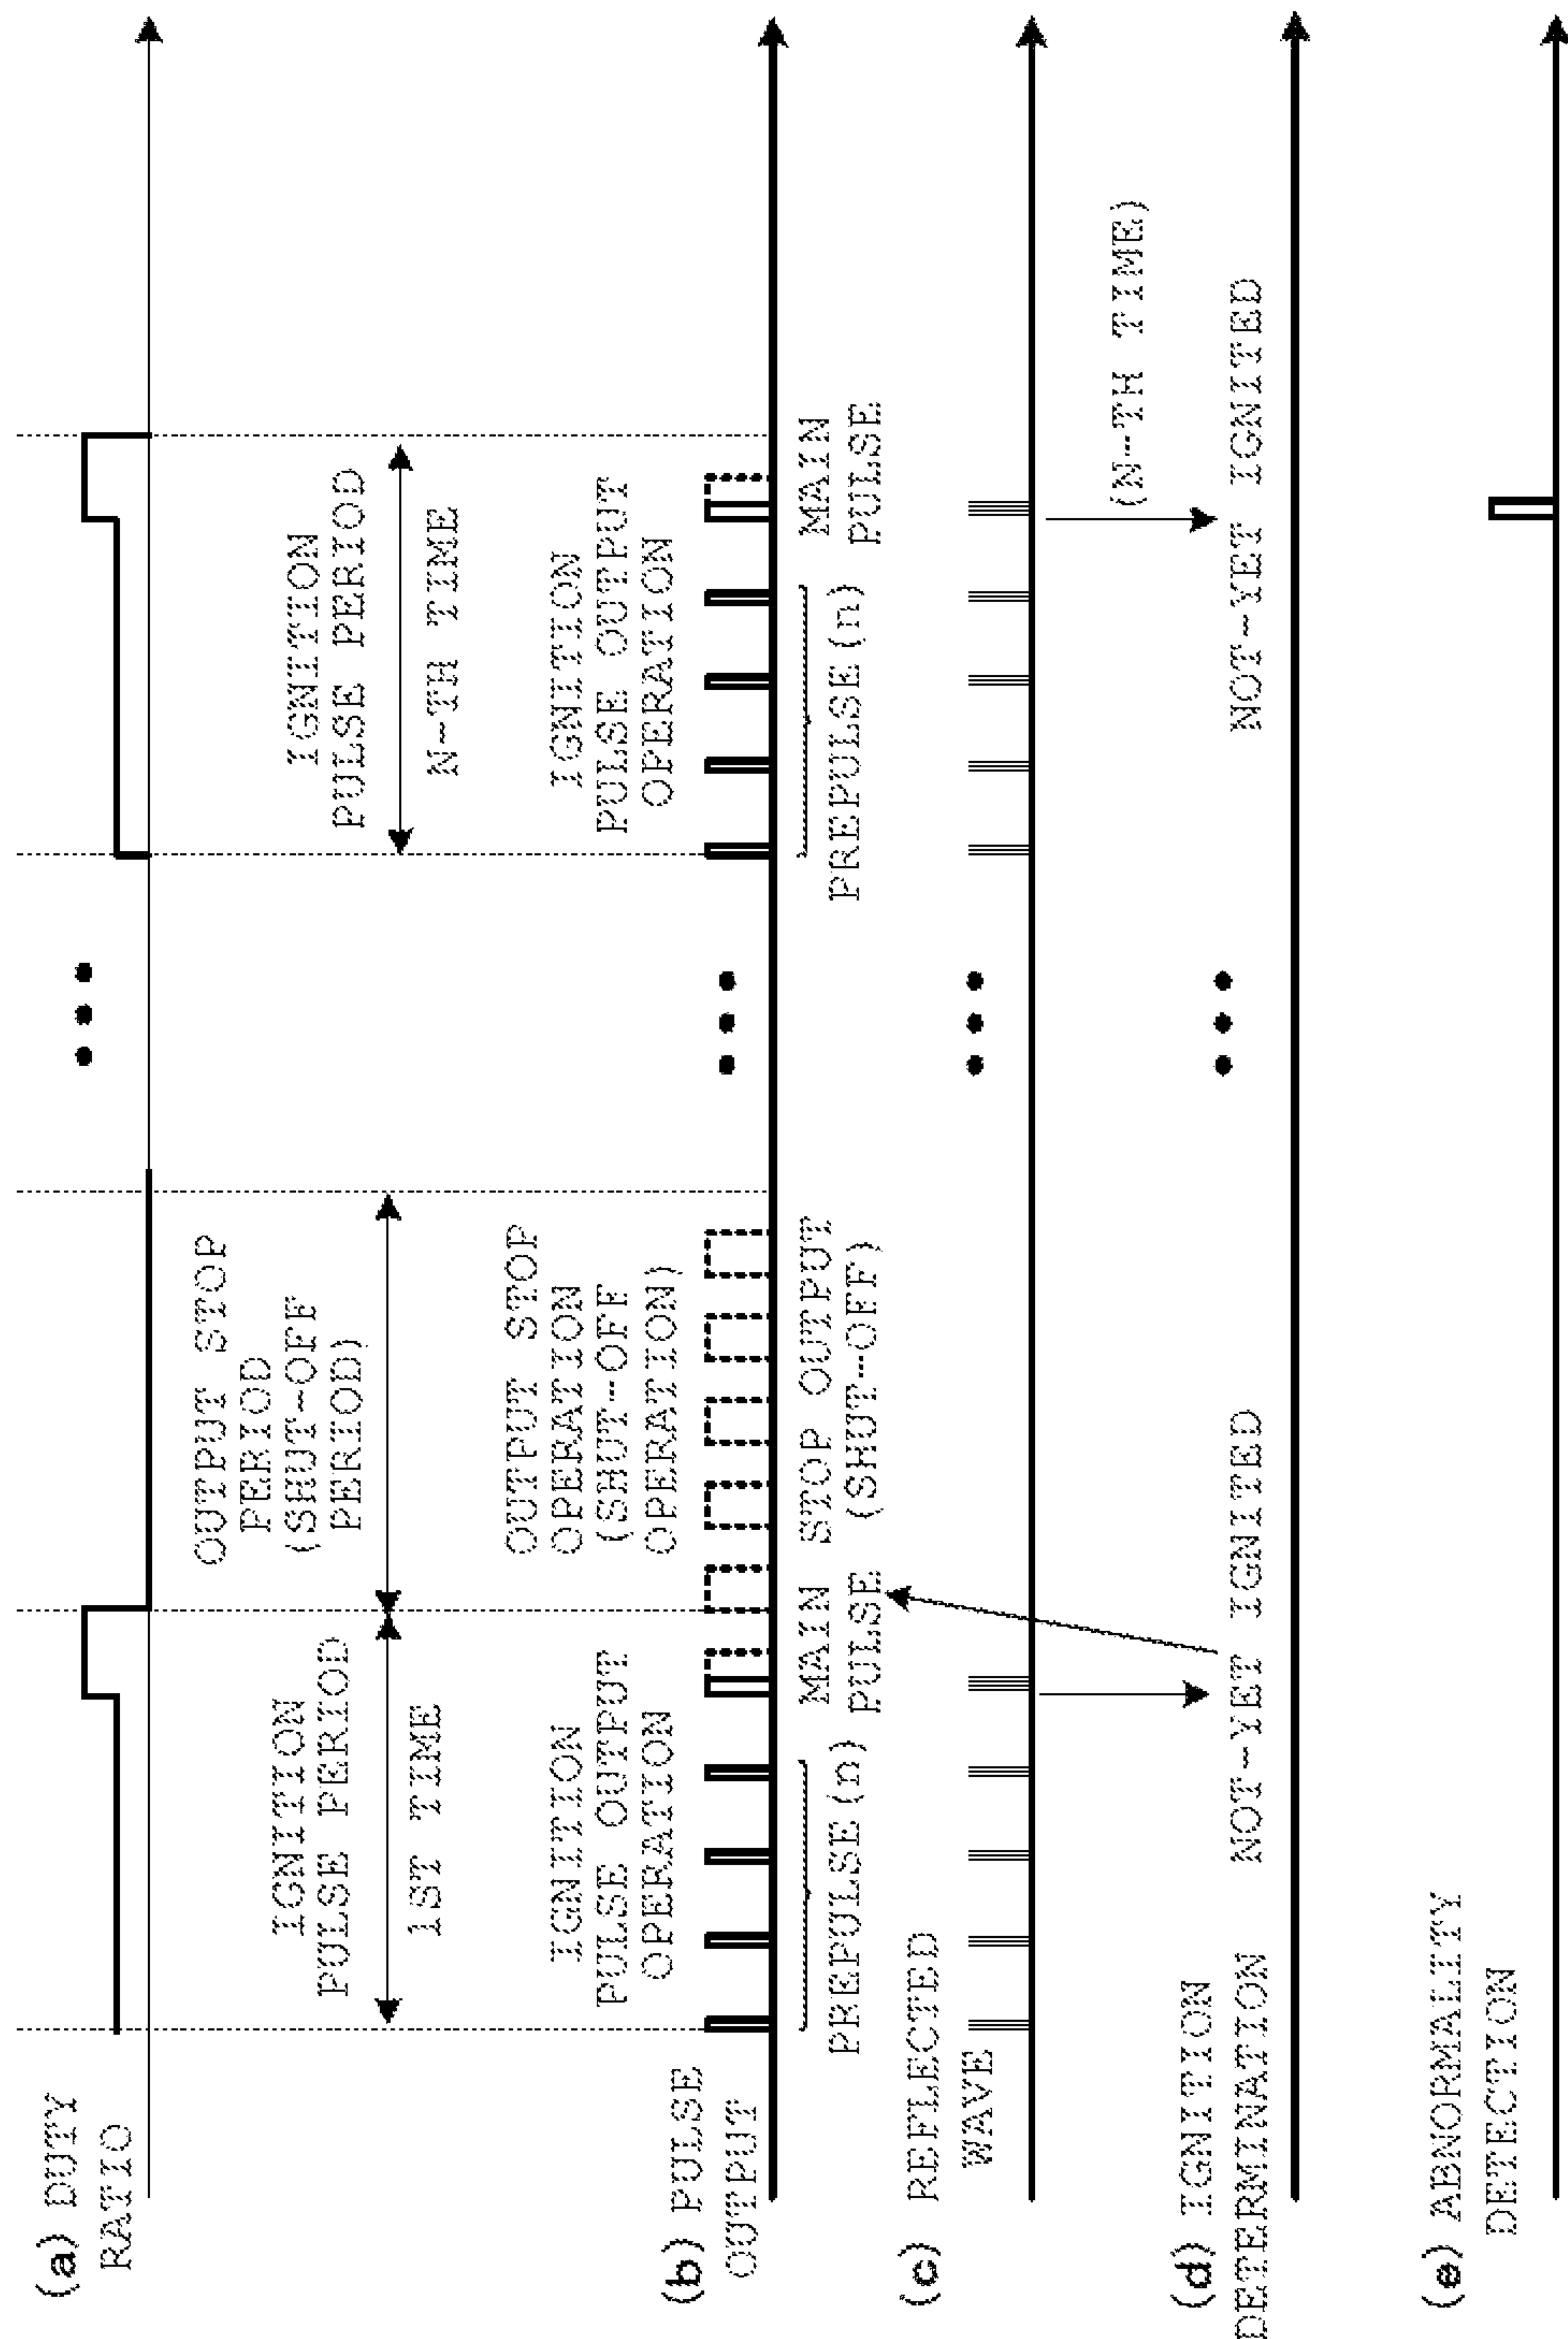 (a) DUTY
RATIO
IGNITION
PULSE PERIOD
1ST TIME
OUTPUT STOP
PERIOD
(SHUT-OFF
PERIOD)
IGNITION
PULSE PERIOD
N-TH TIME
IGNITION
PULSE OUTPUT
OPERATION
OUTPUT STOP
OPERATION
(SHUT-OFF
OPERATION)
IGNITION
PULSE OUTPUT
OPERATION
(b) PULSE
OUTPUT
PREPULSE(n)
MAIN
PULSE
STOP OUTPUT
(SHUT-OFF)
PREPULSE(n)
MAIN
PULSE
(c) REFLECTED
WAVE
(N-TH TIME)
(d) IGNITION
DETERMINATION
NOT-YET IGNITED
NOT-YET IGNITED
(e) ABNORMALITY
DETECTION